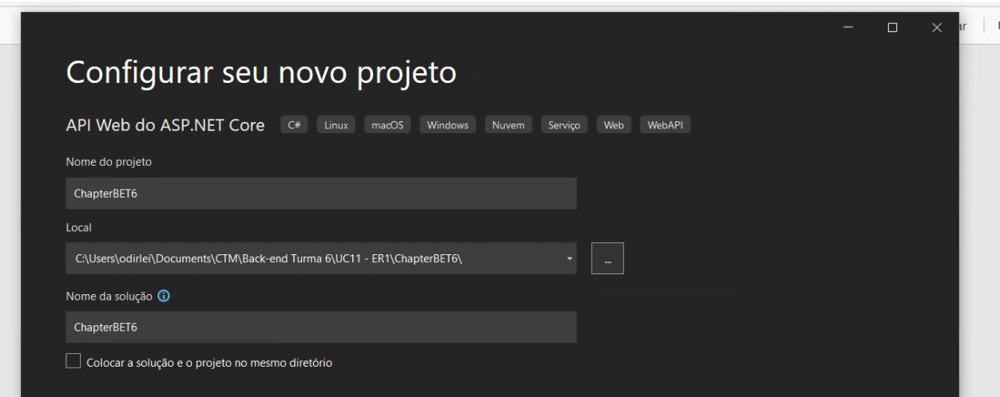 Configurar seu novo projeto
API Web do ASP.NET Core C# Linux macOS Windows Nuvem Serviço Web WebAPI
Nome do projeto
ChapterBET6
Local
C:\Users\odirlei\Documents\CTM\Back-end Turma 6\UC11 - ER1\ChapterBET6\
...
Nome da solução
ChapterBET6
Colocar a solução e o projeto no mesmo diretório